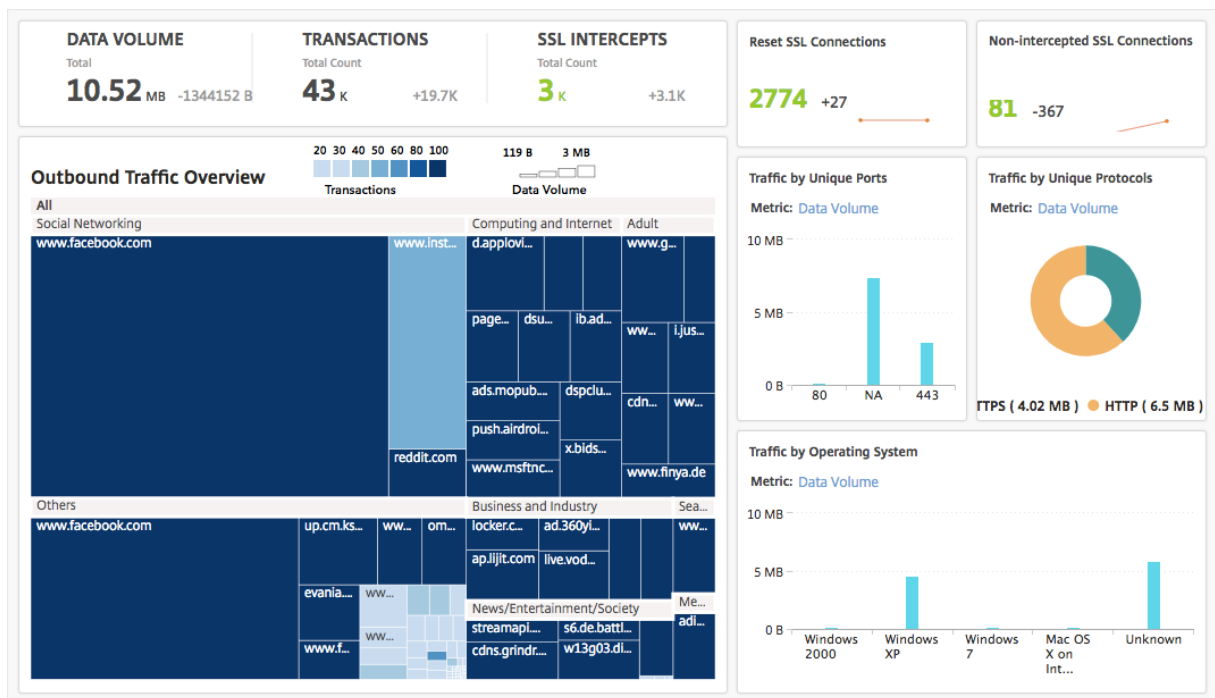 DATA VOLUME
Total
10.52 MB -1344152 B
TRANSACTIONS
Total Count
43 K +19.7K
SSL INTERCEPTS
Total Count
3 K +3.1K
Reset SSL Connections
2774 +27
Non-intercepted SSL Connections
81 -367
Outbound Traffic Overview
20 30 40 50 60 80 100
Transactions
119 B 3 MB
Data Volume
All
Social Networking
www.facebook.com
www.inst...
reddit.com
Computing and Internet
d.applovi...
page...
dsu...
ib.ad...
ads.mopub....
dspclu...
push.airdroi...
x.bids...
www.msftnc...
Adult
www.g...
ww...
i.jus...
cdn...
ww...
www.finya.de
Others
www.facebook.com
up.cm.ks...
ww...
om...
evania....
ww...
ww...
www.f...
Business and Industry
locker.c...
ad.360yi...
ap.lijit.com
live.vod...
Sea...
ww...
News/Entertainment/Society
streamapi....
s6.de.battl...
cdns.grindr....
w13g03.di...
Me...
adi...
Traffic by Unique Ports
Metric: Data Volume
10 MB
5 MB
0 B
80 NA 443
Traffic by Unique Protocols
Metric: Data Volume
TTPS ( 4.02 MB ) HTTP ( 6.5 MB )
Traffic by Operating System
Metric: Data Volume
10 MB
5 MB
0 B
Windows
2000
Windows
XP
Windows
7
Mac OS
X on
Int...
Unknown